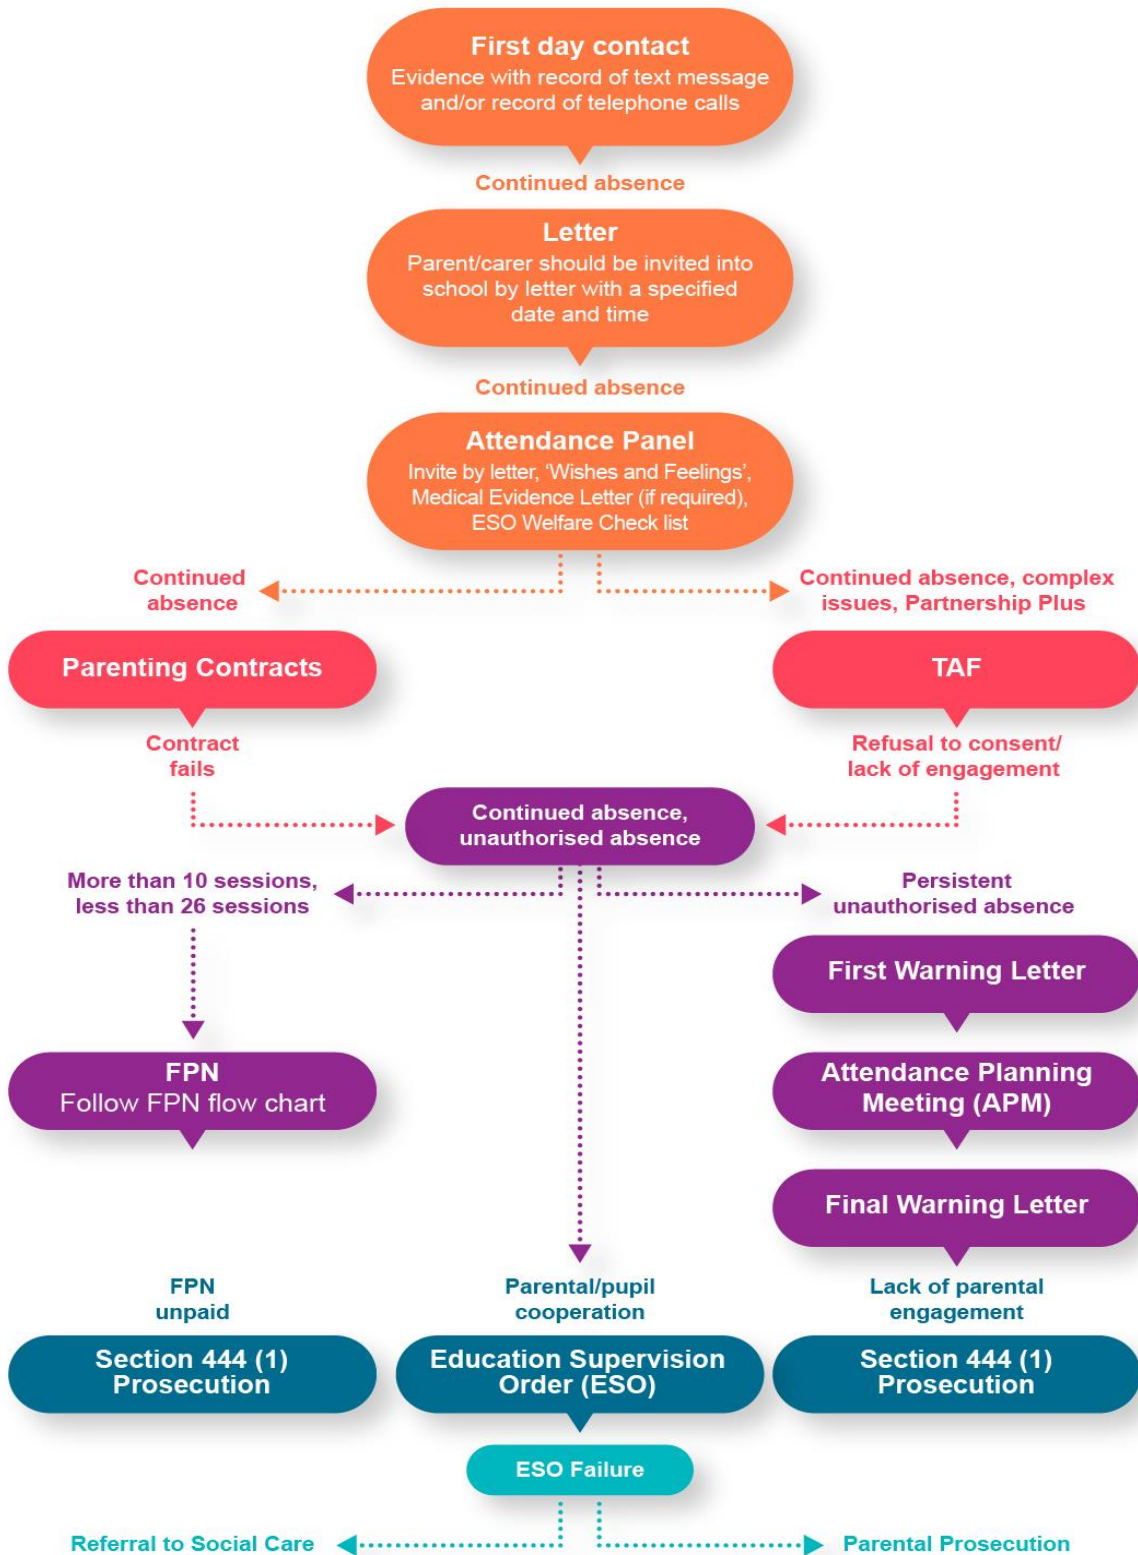 First day contact
Evidence with record of text message
and/or record of telephone calls
Continued absence
Letter
Parent/carer should be invited into
school by letter with a specified
date and time
Continued absence
Attendance Panel
Invite by letter, ‘Wishes and Feelings’,
Medical Evidence Letter (if required),
ESO Welfare Check list
Continued
absence
Continued absence, complex
issues, Partnership Plus
Parenting Contracts
TAF
Contract
fails
Refusal to consent/
lack of engagement
Continued absence,
unauthorised absence
More than 10 sessions,
less than 26 sessions
Persistent
unauthorised absence
First Warning Letter
FPN
Follow FPN flow chart
Attendance Planning
Meeting (APM)
Final Warning Letter
FPN
unpaid
Parental/pupil
cooperation
Lack of parental
engagement
Section 444 (1)
Prosecution
Education Supervision
Order (ESO)
Section 444 (1)
Prosecution
ESO Failure
Referral to Social Care
Parental Prosecution